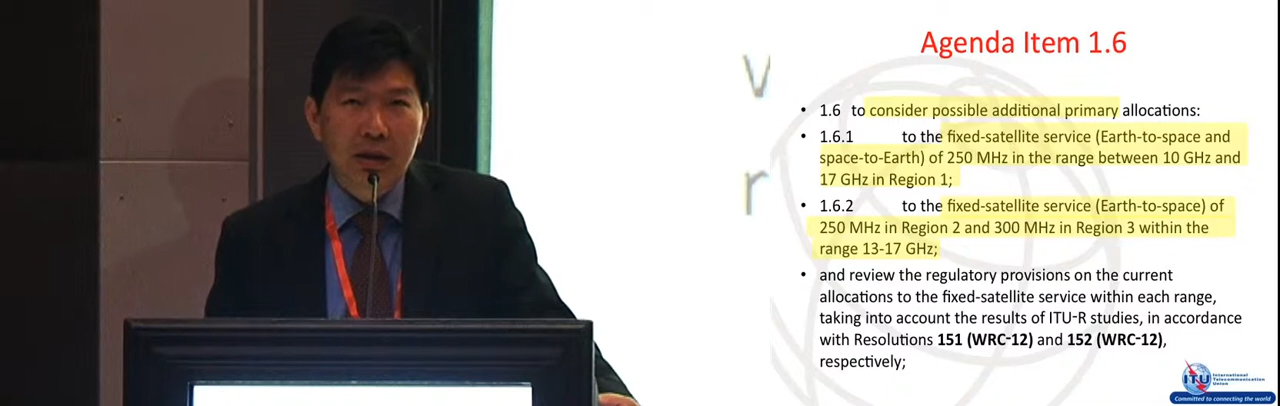 v
r
Agenda Item 1.6
• 1.6 to consider possible additional primary allocations:
• 1.6.1 to the fixed-satellite service (Earth-to-space and
space-to-Earth) of 250 MHz in the range between 10 GHz and
17 GHz in Region 1;
• 1.6.2 to the fixed-satellite service (Earth-to-space) of
250 MHz in Region 2 and 300 MHz in Region 3 within the
range 13-17 GHz;
• and review the regulatory provisions on the current
allocations to the fixed-satellite service within each range,
taking into account the results of ITU-R studies, in accordance
with Resolutions 151 (WRC-12) and 152 (WRC-12),
respectively;
ITU
International
Telecommunication
Union
Committed to connecting the world